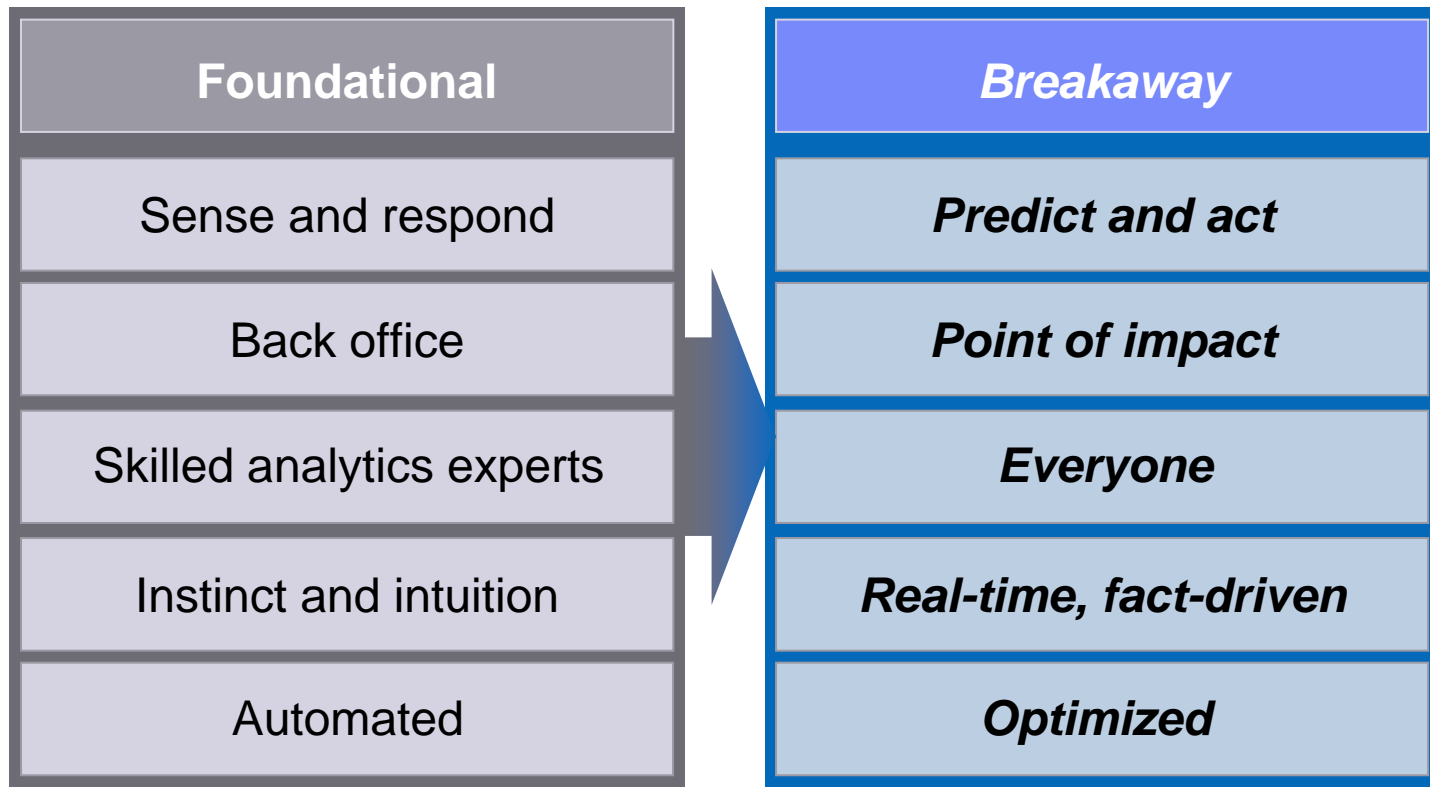 Foundational
Sense and respond
Back office
Skilled analytics experts
Instinct and intuition
Automated
Breakaway
Predict and act
Point of impact
Everyone
Real-time, fact-driven
Optimized